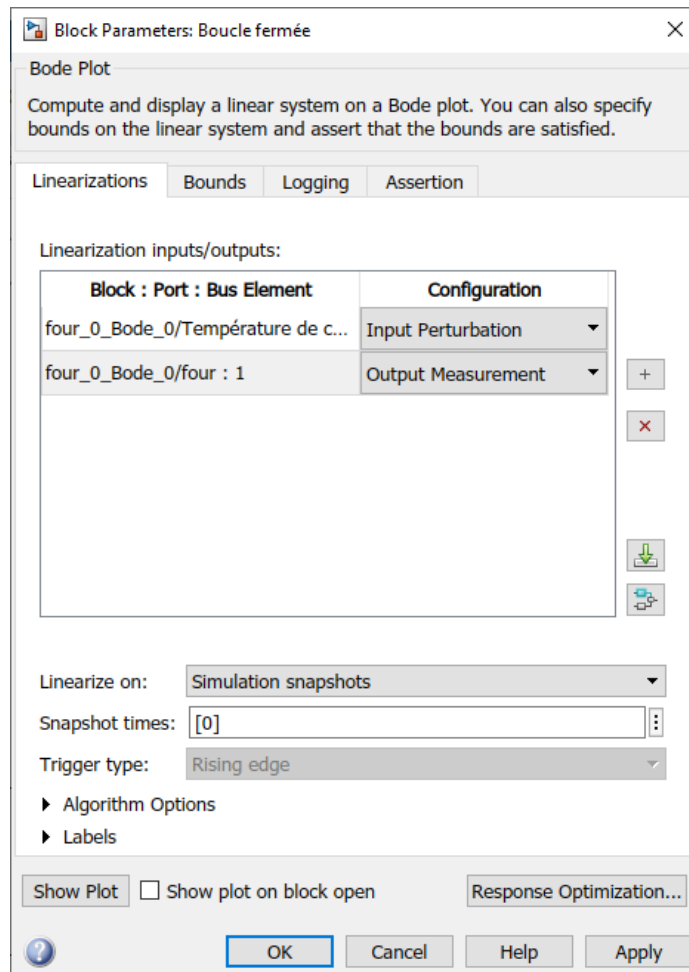 Block Parameters: Boucle fermée
Bode Plot
Compute and display a linear system on a Bode plot. You can also specify
bounds on the linear system and assert that the bounds are satisfied.
Linearizations Bounds Logging Assertion
Linearization inputs/outputs:
Block : Port : Bus Element Configuration
four_0_Bode_0/Température de c... Input Perturbation
four_0_Bode_0/four : 1 Output Measurement
Linearize on: Simulation snapshots
Snapshot times: [0]
Trigger type: Rising edge
Algorithm Options
Labels
Show Plot Show plot on block open Response Optimization...
OK Cancel Help Apply